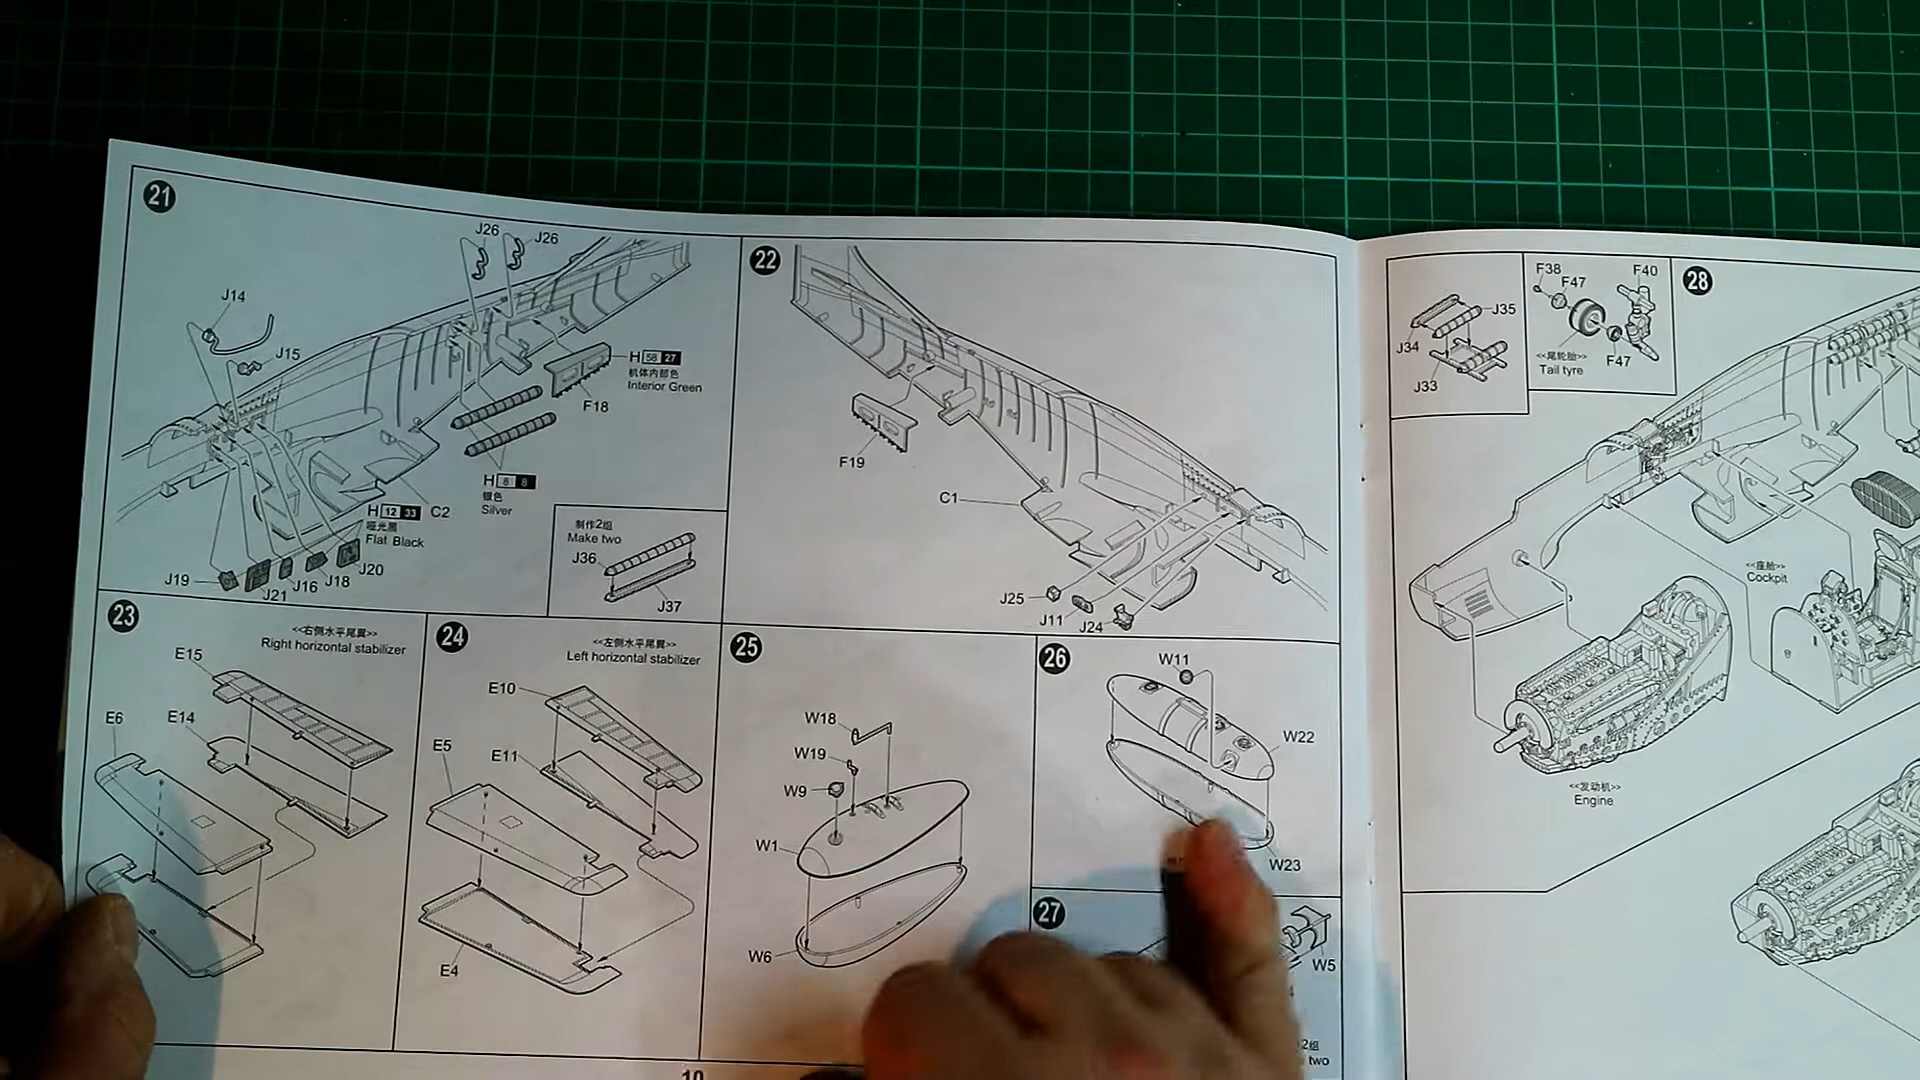 21
J26
J26
J14
J15
H 58 27
机体内部色
Interior Green
F18
H 8 8
银色
Silver
H 12 33
哑光黑
Flat Black
C2
J19
J21
J16
J18
J20
制作2组
Make two
J36
J37
22
F19
C1
J25
J11
J24
23
<<右侧水平尾翼>>
Right horizontal stabilizer
E15
E6
E14
24
<<左侧水平尾翼>>
Left horizontal stabilizer
E10
E5
E11
E4
25
W18
W19
W9
W1
W6
26
W11
W22
W23
27
W5
2组
two
10
J35
J34
J33
F38
F47
F40
<<尾轮胎>>
Tail tyre
F47
28
<<座舱>>
Cockpit
<<发动机>>
Engine